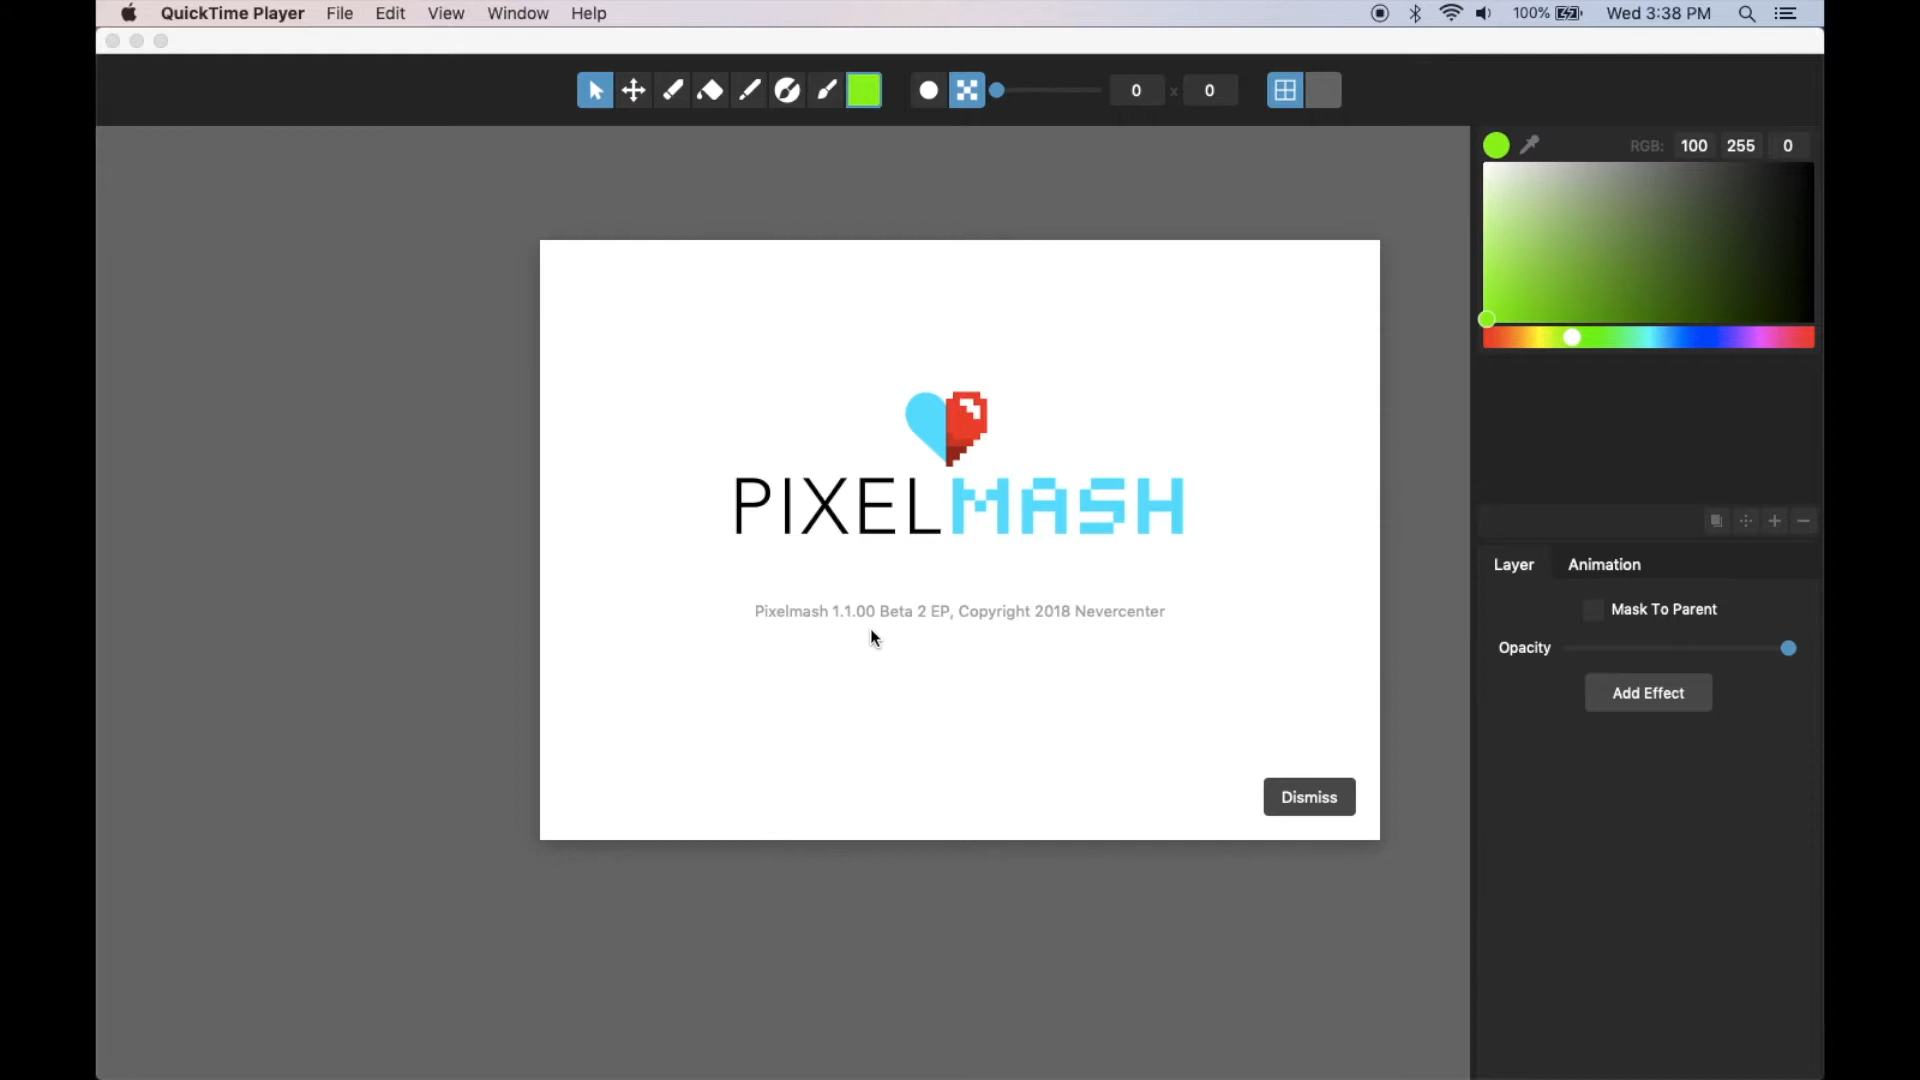 QuickTime Player File Edit View Window Help 100% Wed 3:38 PM
0 x 0
RGB: 100 255 0
PIXELMASH
Pixelmash 1.1.00 Beta 2 EP, Copyright 2018 Nevercenter
Dismiss
Layer Animation
Mask To Parent
Opacity
Add Effect